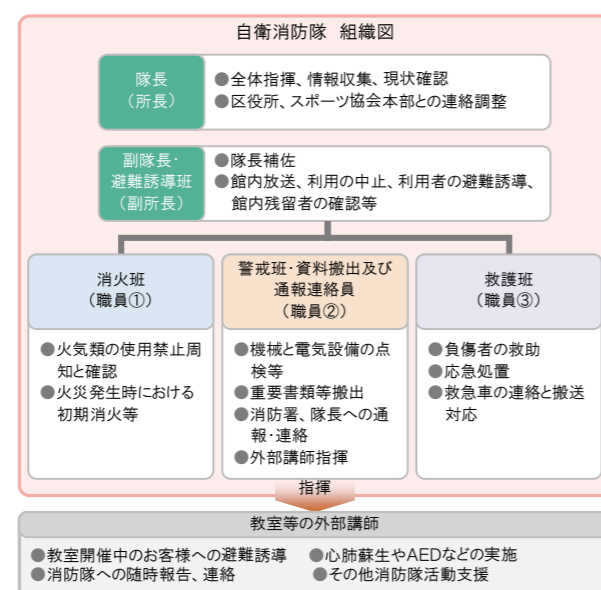 自衛消防隊 組織図
隊長
（所長）
●全体指揮、情報収集、現状確認
●区役所、スポーツ協会本部との連絡調整
副隊長・
避難誘導班
（副所長）
●隊長補佐
●館内放送、利用の中止、利用者の避難誘導、
館内残留者の確認等
消火班
（職員①）
●火気類の使用禁止周
知と確認
●火災発生時における
初期消火等
警戒班・資料搬出及び
通報連絡員
（職員②）
●機械と電気設備の点
検等
●重要書類等搬出
●消防署、隊長への通
報・連絡
●外部講師指揮
救護班
（職員③）
●負傷者の救助
●応急処置
●救急車の連絡と搬送
対応
指揮
教室等の外部講師
●教室開催中のお客様への避難誘導
●心肺蘇生やAEDなどの実施
●消防隊への随時報告、連絡
●その他消防隊活動支援